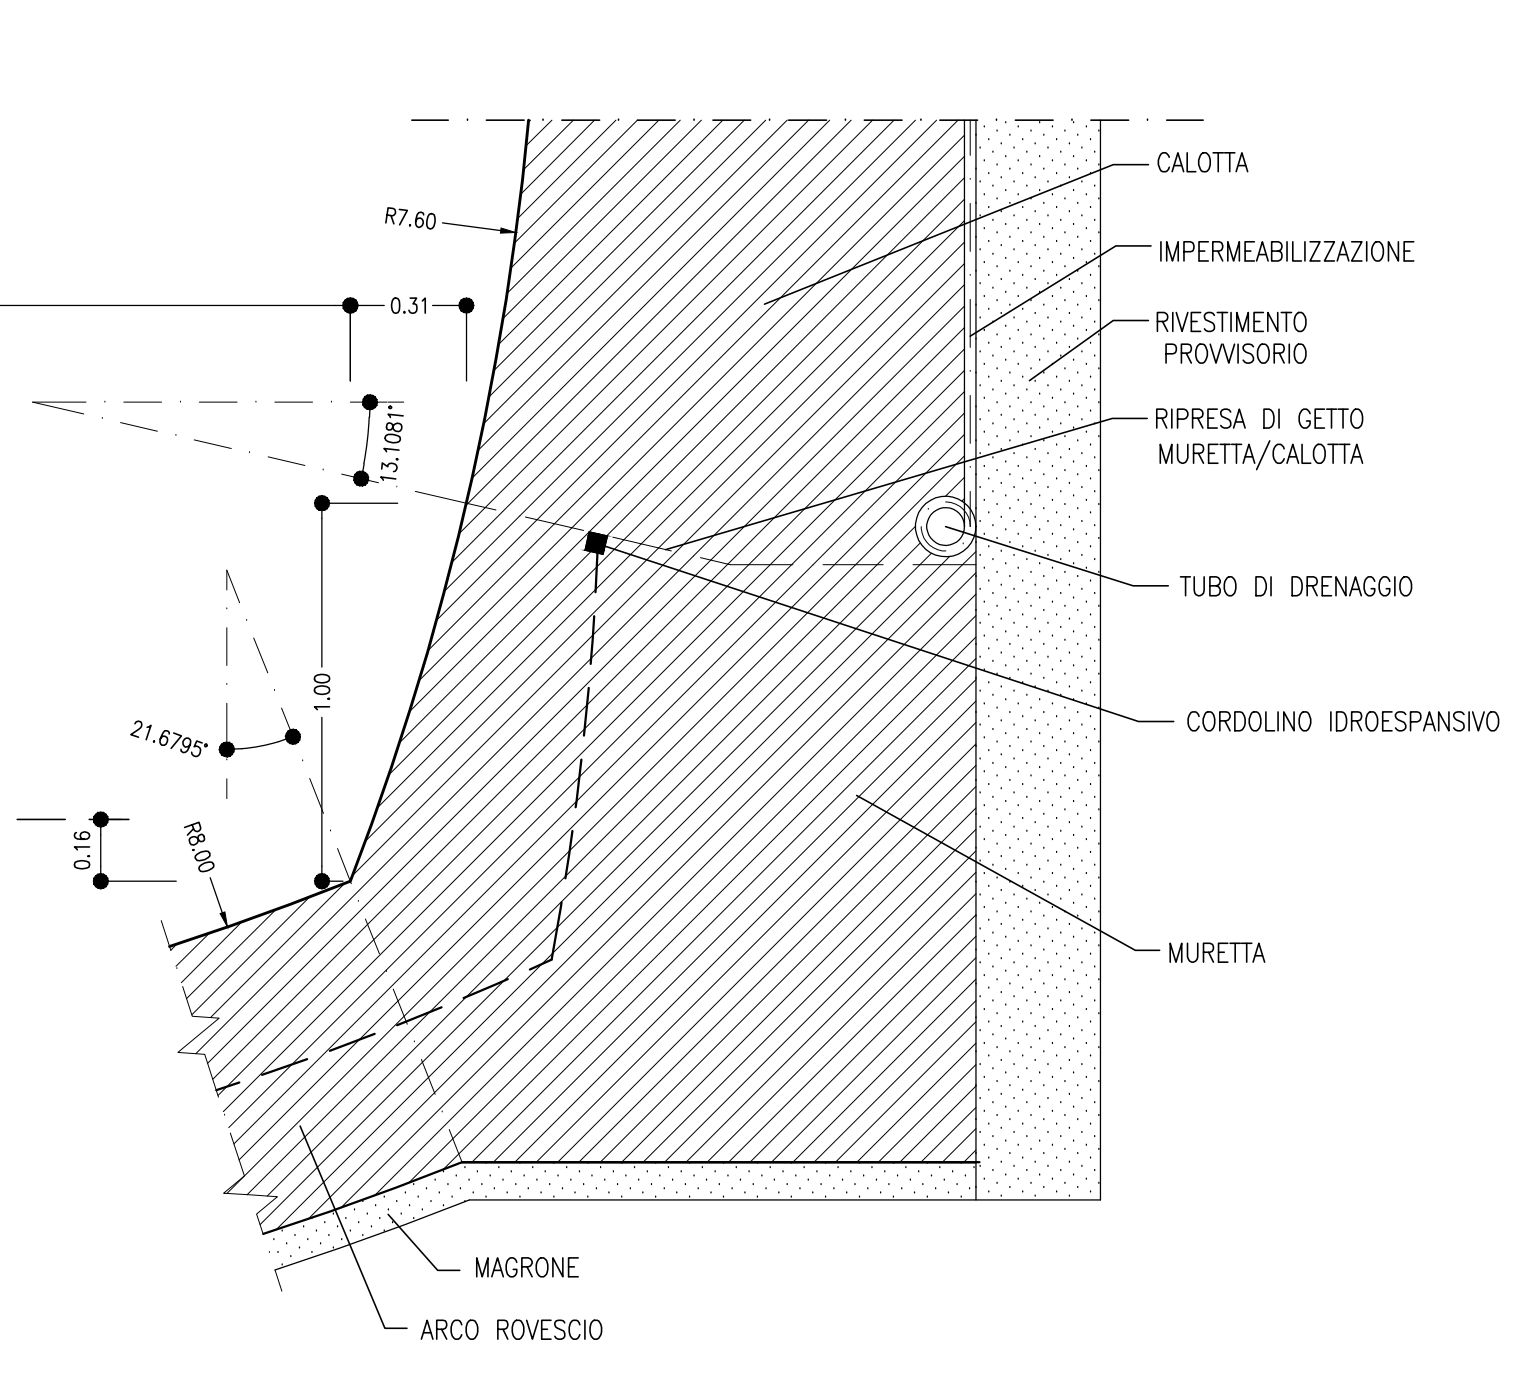 CALOTTA
R7.60
IMPERMEABILIZZAZIONE
0.31
RIVESTIMENTO
PROVVISORIO
13.1081°
RIPRESA DI GETTO
MURETTA/CALOTTA
TUBO DI DRENAGGIO
1.00
21.6795°
CORDOLINO IDROESPANSIVO
0.16
R8.00
MURETTA
MAGRONE
ARCO ROVESCIO